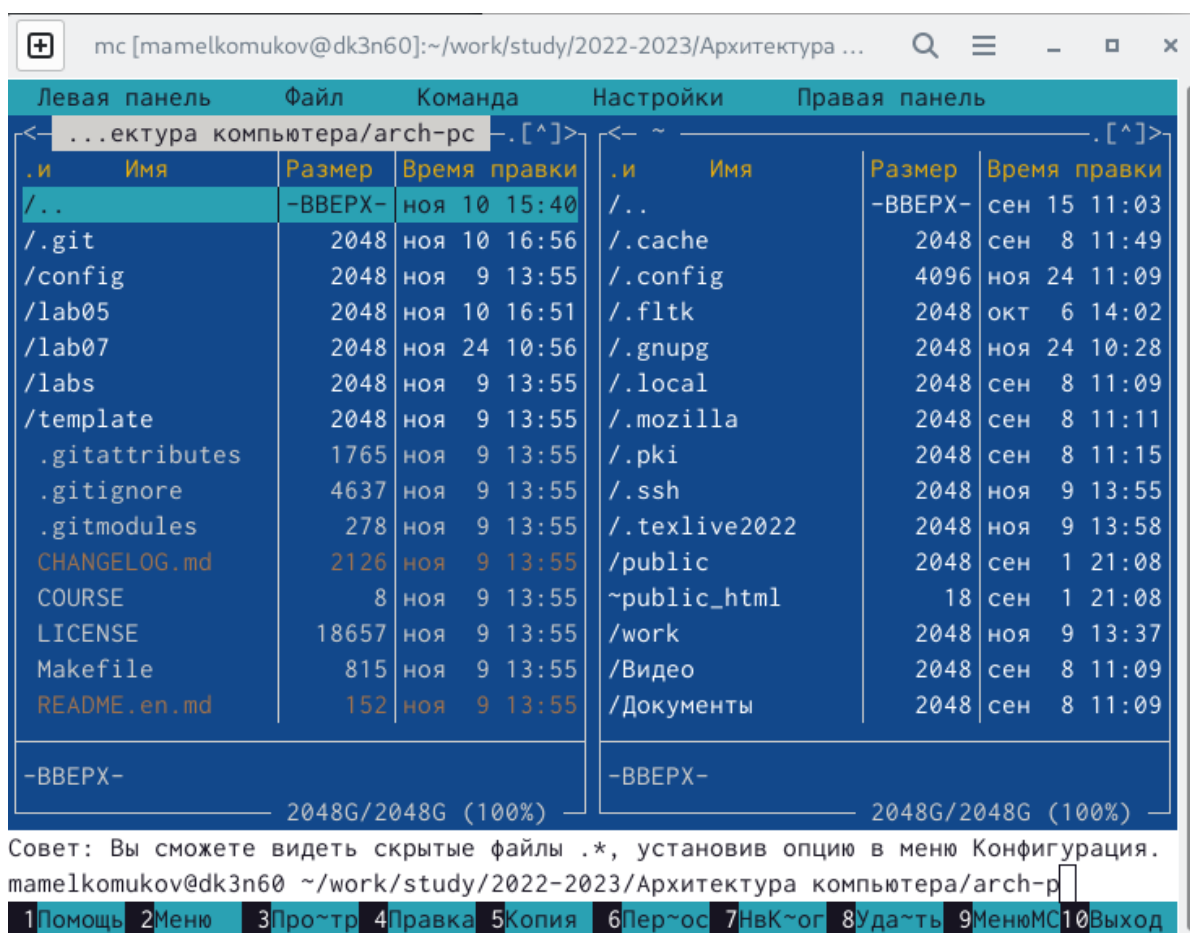 mc [mamelkomukov@dk3n60]:~/work/study/2022-2023/Архитектура ...
Левая панель Файл Команда Настройки Правая панель
<— ...ектура компьютера/arch-pc —.[^]> <— ~ —.[^]>
.и Имя Размер Время правки .и Имя Размер Время правки
/.. -ВВЕРХ- ноя 10 15:40 /.. -ВВЕРХ- сен 15 11:03
/.git 2048 ноя 10 16:56 /.cache 2048 сен 8 11:49
/config 2048 ноя 9 13:55 /.config 4096 ноя 24 11:09
/lab05 2048 ноя 10 16:51 /.fltk 2048 окт 6 14:02
/lab07 2048 ноя 24 10:56 /.gnupg 2048 ноя 24 10:28
/labs 2048 ноя 9 13:55 /.local 2048 сен 8 11:09
/template 2048 ноя 9 13:55 /.mozilla 2048 сен 8 11:11
.gitattributes 1765 ноя 9 13:55 /.pki 2048 сен 8 11:15
.gitignore 4637 ноя 9 13:55 /.ssh 2048 ноя 9 13:55
.gitmodules 278 ноя 9 13:55 /.texlive2022 2048 ноя 9 13:58
CHANGELOG.md 2126 ноя 9 13:55 /public 2048 сен 1 21:08
COURSE 8 ноя 9 13:55 ~public_html 18 сен 1 21:08
LICENSE 18657 ноя 9 13:55 /work 2048 ноя 9 13:37
Makefile 815 ноя 9 13:55 /Видео 2048 сен 8 11:09
README.en.md 152 ноя 9 13:55 /Документы 2048 сен 8 11:09
-ВВЕРХ- -ВВЕРХ-
2048G/2048G (100%) 2048G/2048G (100%)
Совет: Вы сможете видеть скрытые файлы .*, установив опцию в меню Конфигурация.
mamelkomukov@dk3n60 ~/work/study/2022-2023/Архитектура компьютера/arch-p
1Помощь 2Меню 3Про~тр 4Правка 5Копия 6Пер~ос 7НвК~ог 8Уда~ть 9МенюMC 10Выход